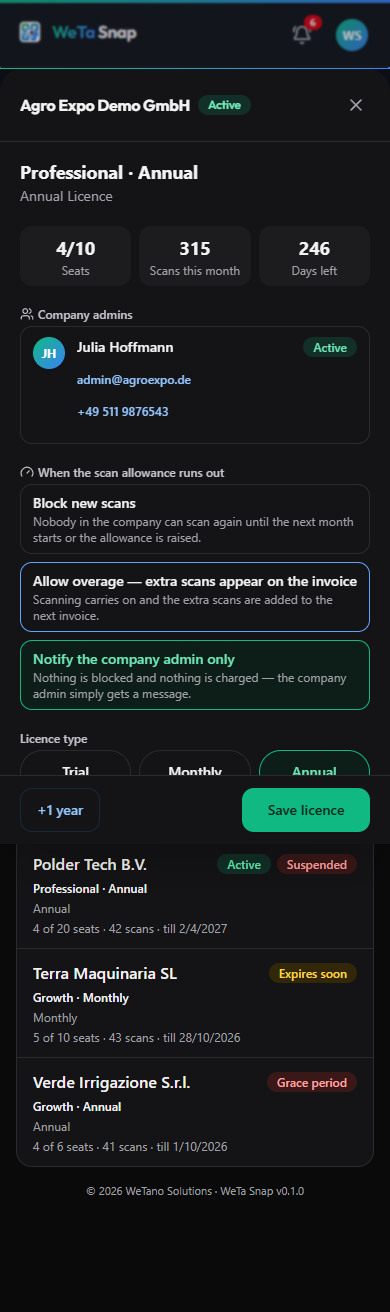 WeTa Snap
6
WS
Agro Expo Demo GmbH
Active
Professional · Annual
Annual Licence
4/10
Seats
315
Scans this month
246
Days left
Company admins
JH
Julia Hoffmann
Active
admin@agroexpo.de
+49 511 9876543
When the scan allowance runs out
Block new scans
Nobody in the company can scan again until the next month
starts or the allowance is raised.
Allow overage — extra scans appear on the invoice
Scanning carries on and the extra scans are added to the
next invoice.
Notify the company admin only
Nothing is blocked and nothing is charged — the company
admin simply gets a message.
Licence type
Trial
Monthly
Annual
+1 year
Save licence
Polder Tech B.V.
Active
Suspended
Professional · Annual
Annual
4 of 20 seats · 42 scans · till 2/4/2027
Terra Maquinaria SL
Expires soon
Growth · Monthly
Monthly
5 of 10 seats · 43 scans · till 28/10/2026
Verde Irrigazione S.r.l.
Grace period
Growth · Annual
Annual
4 of 6 seats · 41 scans · till 1/10/2026
© 2026 WeTano Solutions · WeTa Snap v0.1.0